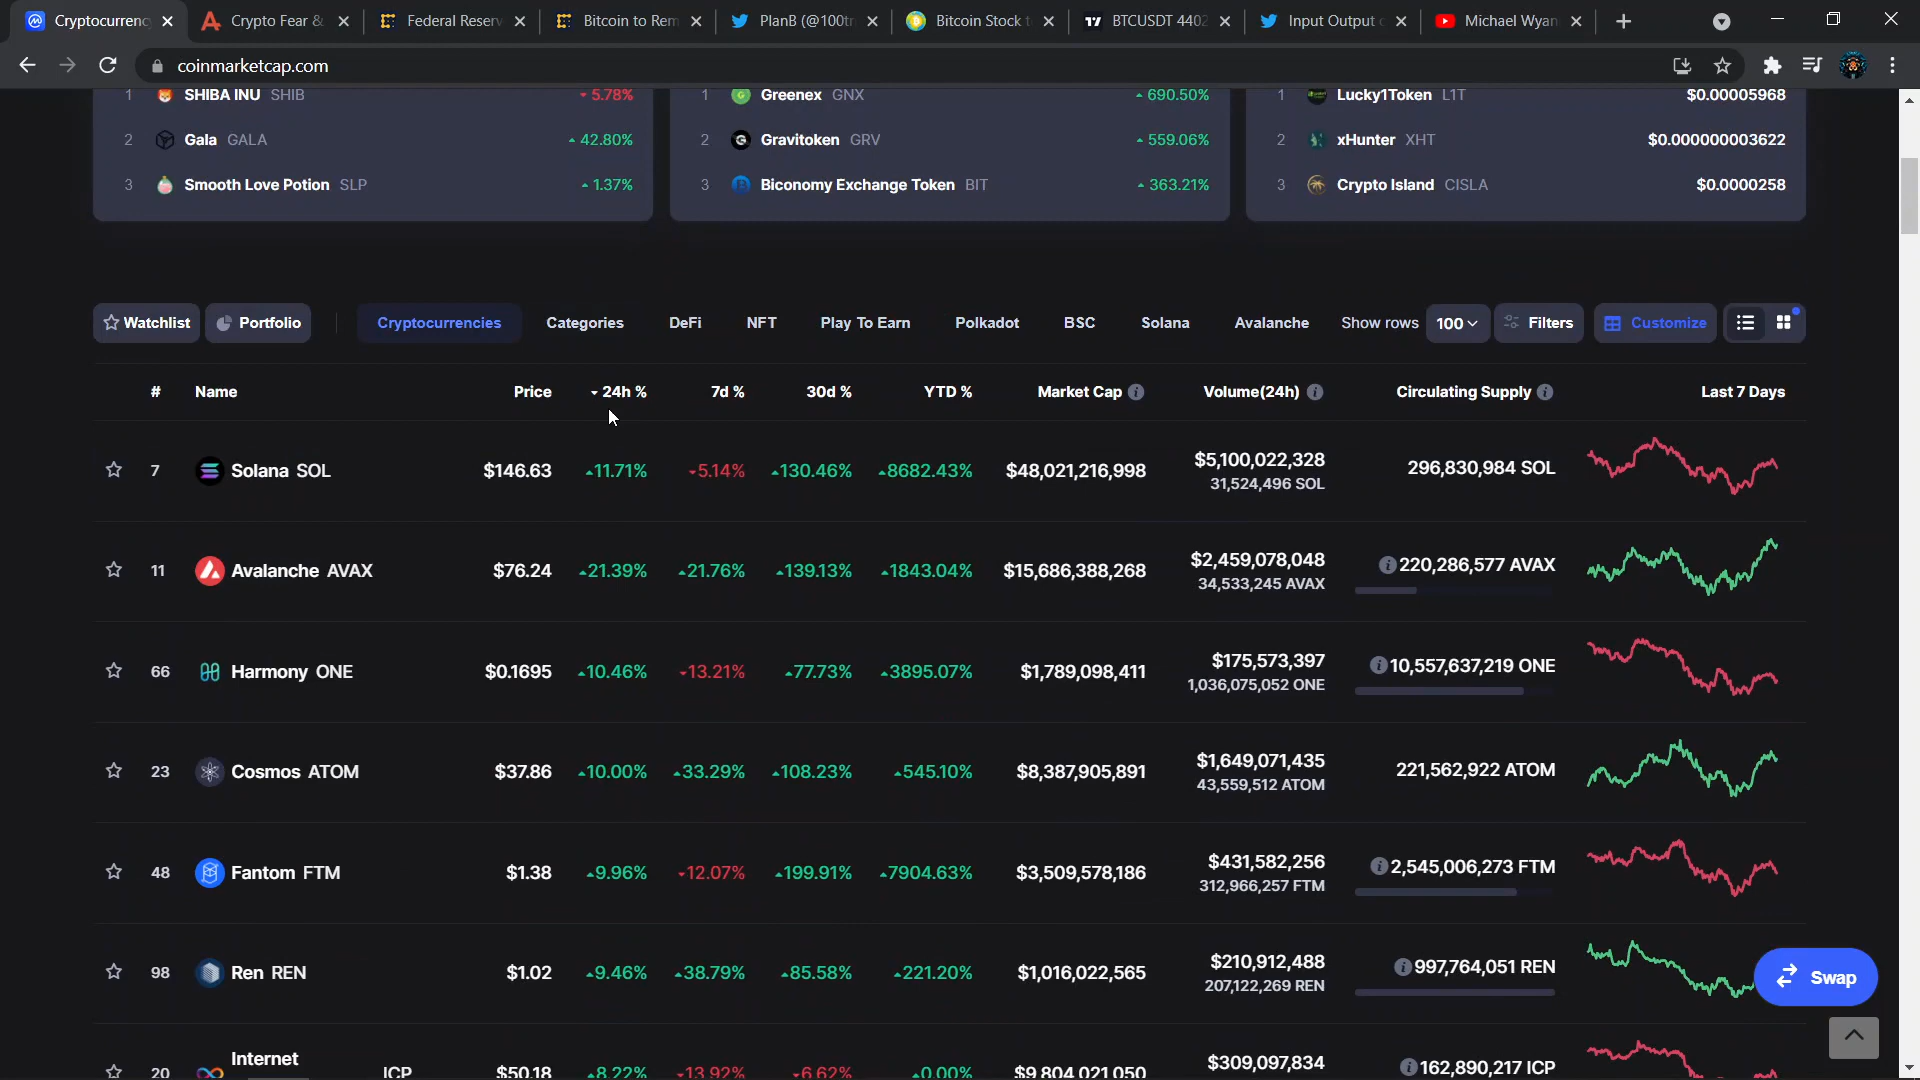 Cryptocurrenc
Crypto Fear &
Federal Reserv
Bitcoin to Rem
PlanB (@100tr
Bitcoin Stock t
BTCUSDT 4402
Input Output
Michael Wyan
coinmarketcap.com
1 SHIBA INU SHIB 5.78%
1 Greenex GNX 690.50%
1 Lucky1Token L1T $0.00005968
2 Gala GALA 42.80%
2 Gravitoken GRV 559.06%
2 xHunter XHT $0.000000003622
3 Smooth Love Potion SLP 1.37%
3 Biconomy Exchange Token BIT 363.21%
3 Crypto Island CISLA $0.0000258
Watchlist Portfolio Cryptocurrencies Categories DeFi NFT Play To Earn Polkadot BSC Solana Avalanche Show rows 100 Filters Customize
# Name Price 24h % 7d % 30d % YTD % Market Cap Volume(24h) Circulating Supply Last 7 Days
7 Solana SOL $146.63 11.71% 5.14% 130.46% 8682.43% $48,021,216,998 $5,100,022,328 296,830,984 SOL
31,524,496 SOL
11 Avalanche AVAX $76.24 21.39% 21.76% 139.13% 1843.04% $15,686,388,268 $2,459,078,048 220,286,577 AVAX
34,533,245 AVAX
66 Harmony ONE $0.1695 10.46% 13.21% 77.73% 3895.07% $1,789,098,411 $175,573,397 10,557,637,219 ONE
1,036,075,052 ONE
23 Cosmos ATOM $37.86 10.00% 33.29% 108.23% 545.10% $8,387,905,891 $1,649,071,435 221,562,922 ATOM
43,559,512 ATOM
48 Fantom FTM $1.38 9.96% 12.07% 199.91% 7904.63% $3,509,578,186 $431,582,256 2,545,006,273 FTM
312,966,257 FTM
98 Ren REN $1.02 9.46% 38.79% 85.58% 221.20% $1,016,022,565 $210,912,488 997,764,051 REN
207,122,269 REN
Swap
20 Internet ICP $50.18 8.22% 13.92% 6.62% 0.00% $9,804,021,050 $309,097,834 162,890,217 ICP